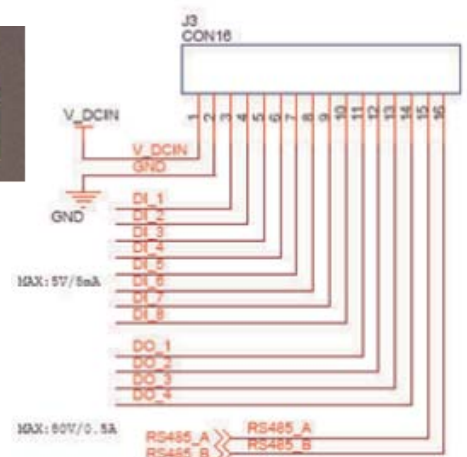 J3
CON16
1 2 3 4 5 6 7 8 9 10 11 12 13 14 15 16
V_DCIN
V_DCIN
GND
GND
DI_1
DI_2
DI_3
DI_4
DI_5
MAX:5V/5mA
DI_6
DI_7
DI_8
DO_1
DO_2
DO_3
DO_4
MAX:80V/0.5A
RS485_A RS485_A
RS485_B RS485_B